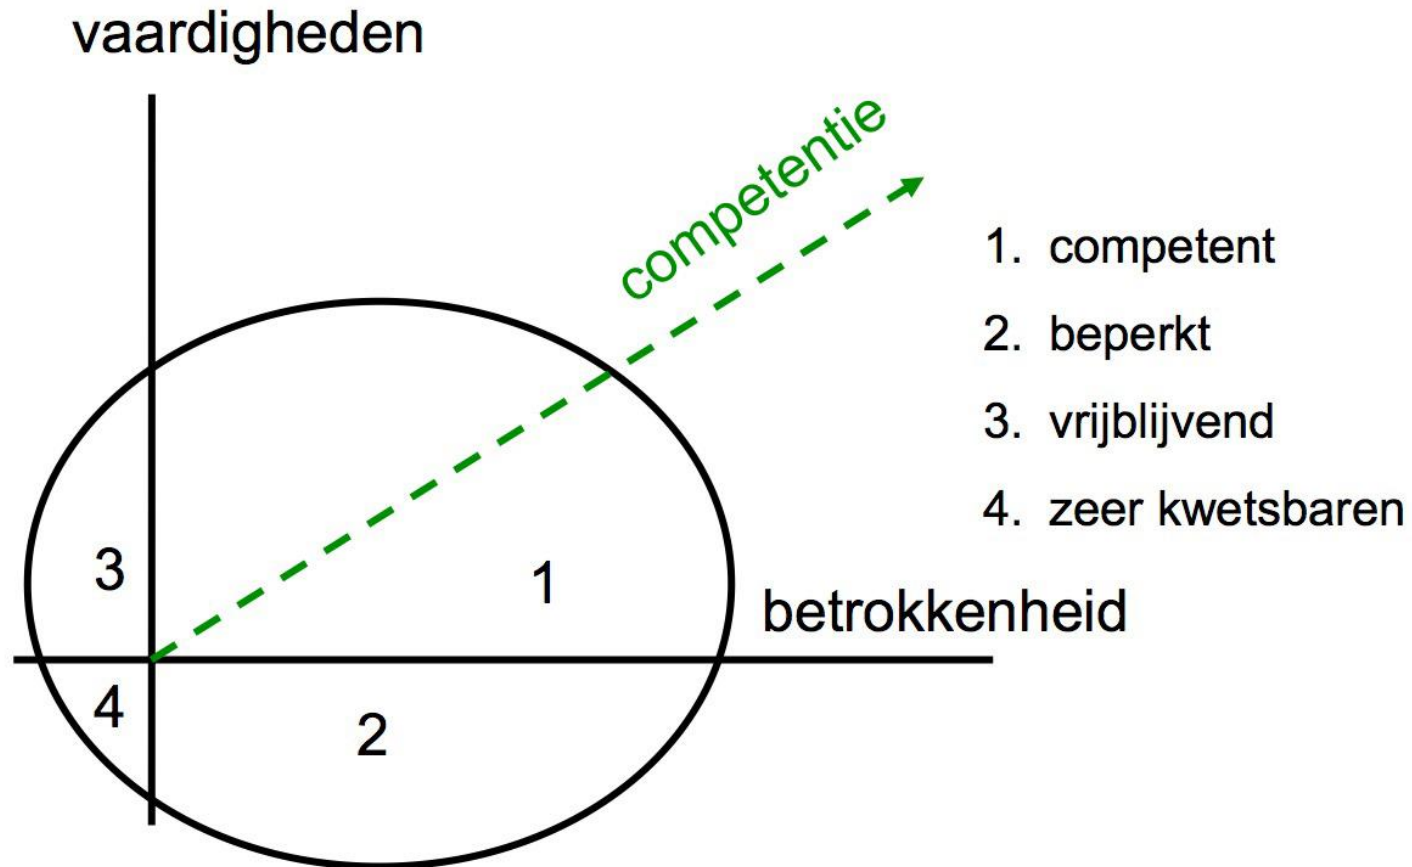 vaardigheden
competentie
1. competent
2. beperkt
3. vrijblijvend
4. zeer kwetsbaren
3
1
betrokkenheid
4
2